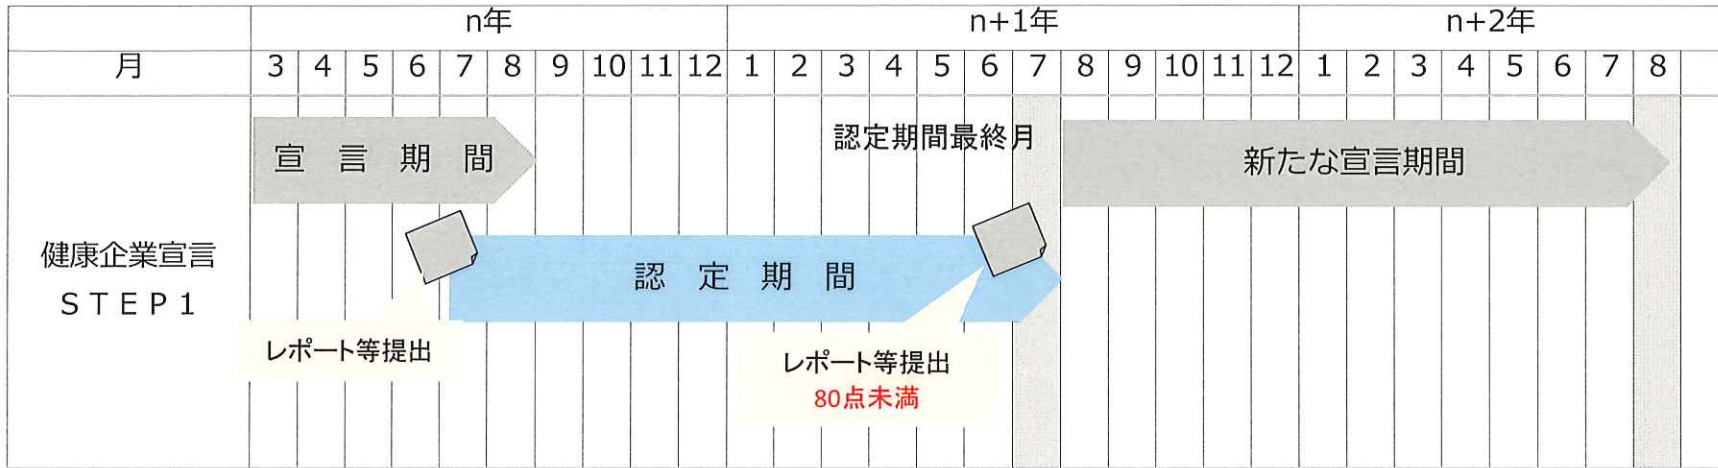 n年 n+1年 n+2年
月 3 4 5 6 7 8 9 10 11 12 1 2 3 4 5 6 7 8 9 10 11 12 1 2 3 4 5 6 7 8
宣言期間
認定期間最終月
新たな宣言期間
健康企業宣言
STEP1
認定期間
レポート等提出
レポート等提出
80点未満